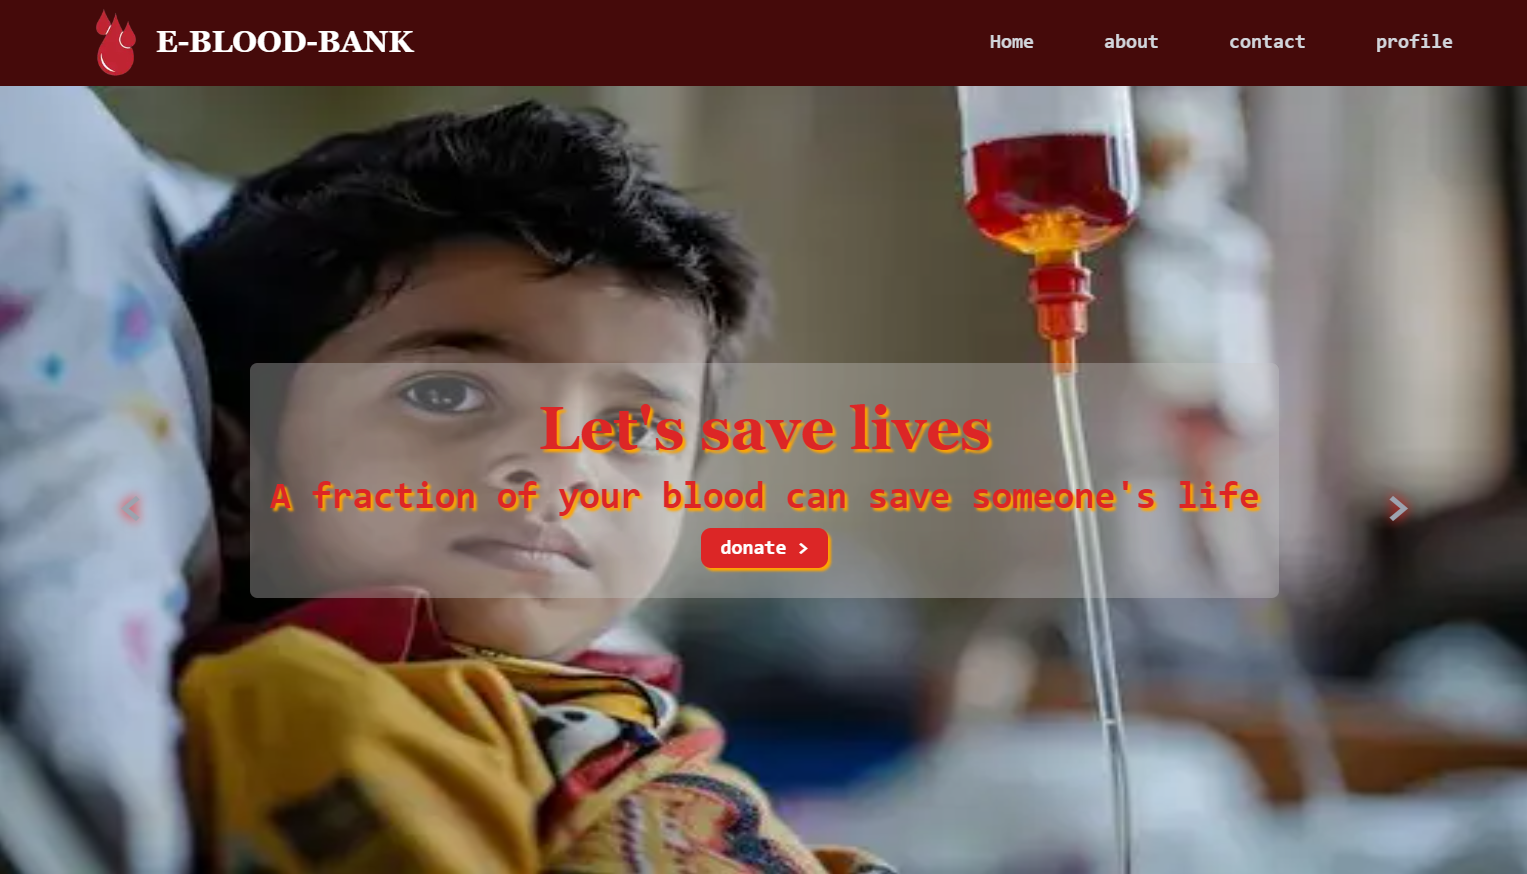 E-BLOOD-BANK
Home about contact profile
Let's save lives
A fraction of your blood can save someone's life
donate >